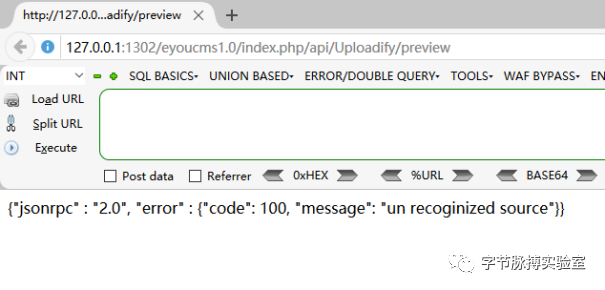 http://127.0.0...adify/preview
127.0.0.1:1302/eyoucms1.0/index.php/api/Uploadify/preview
INT SQL BASICS UNION BASED ERROR/DOUBLE QUERY TOOLS WAF BYPASS EN
Load URL
Split URL
Execute
Post data Referrer 0xHEX %URL BASE64
{"jsonrpc" : "2.0", "error" : {"code": 100, "message": "un recoginized source"}}
字节脉搏实验室